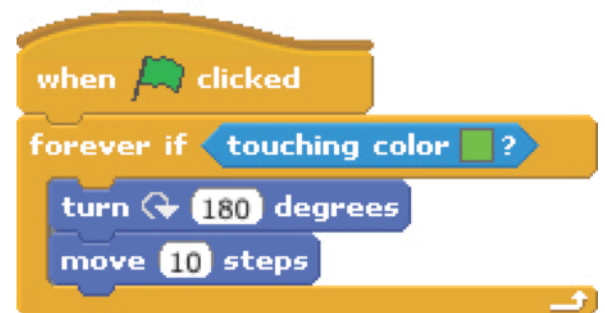 when clicked
forever if touching color ?
turn 180 degrees
move 10 steps